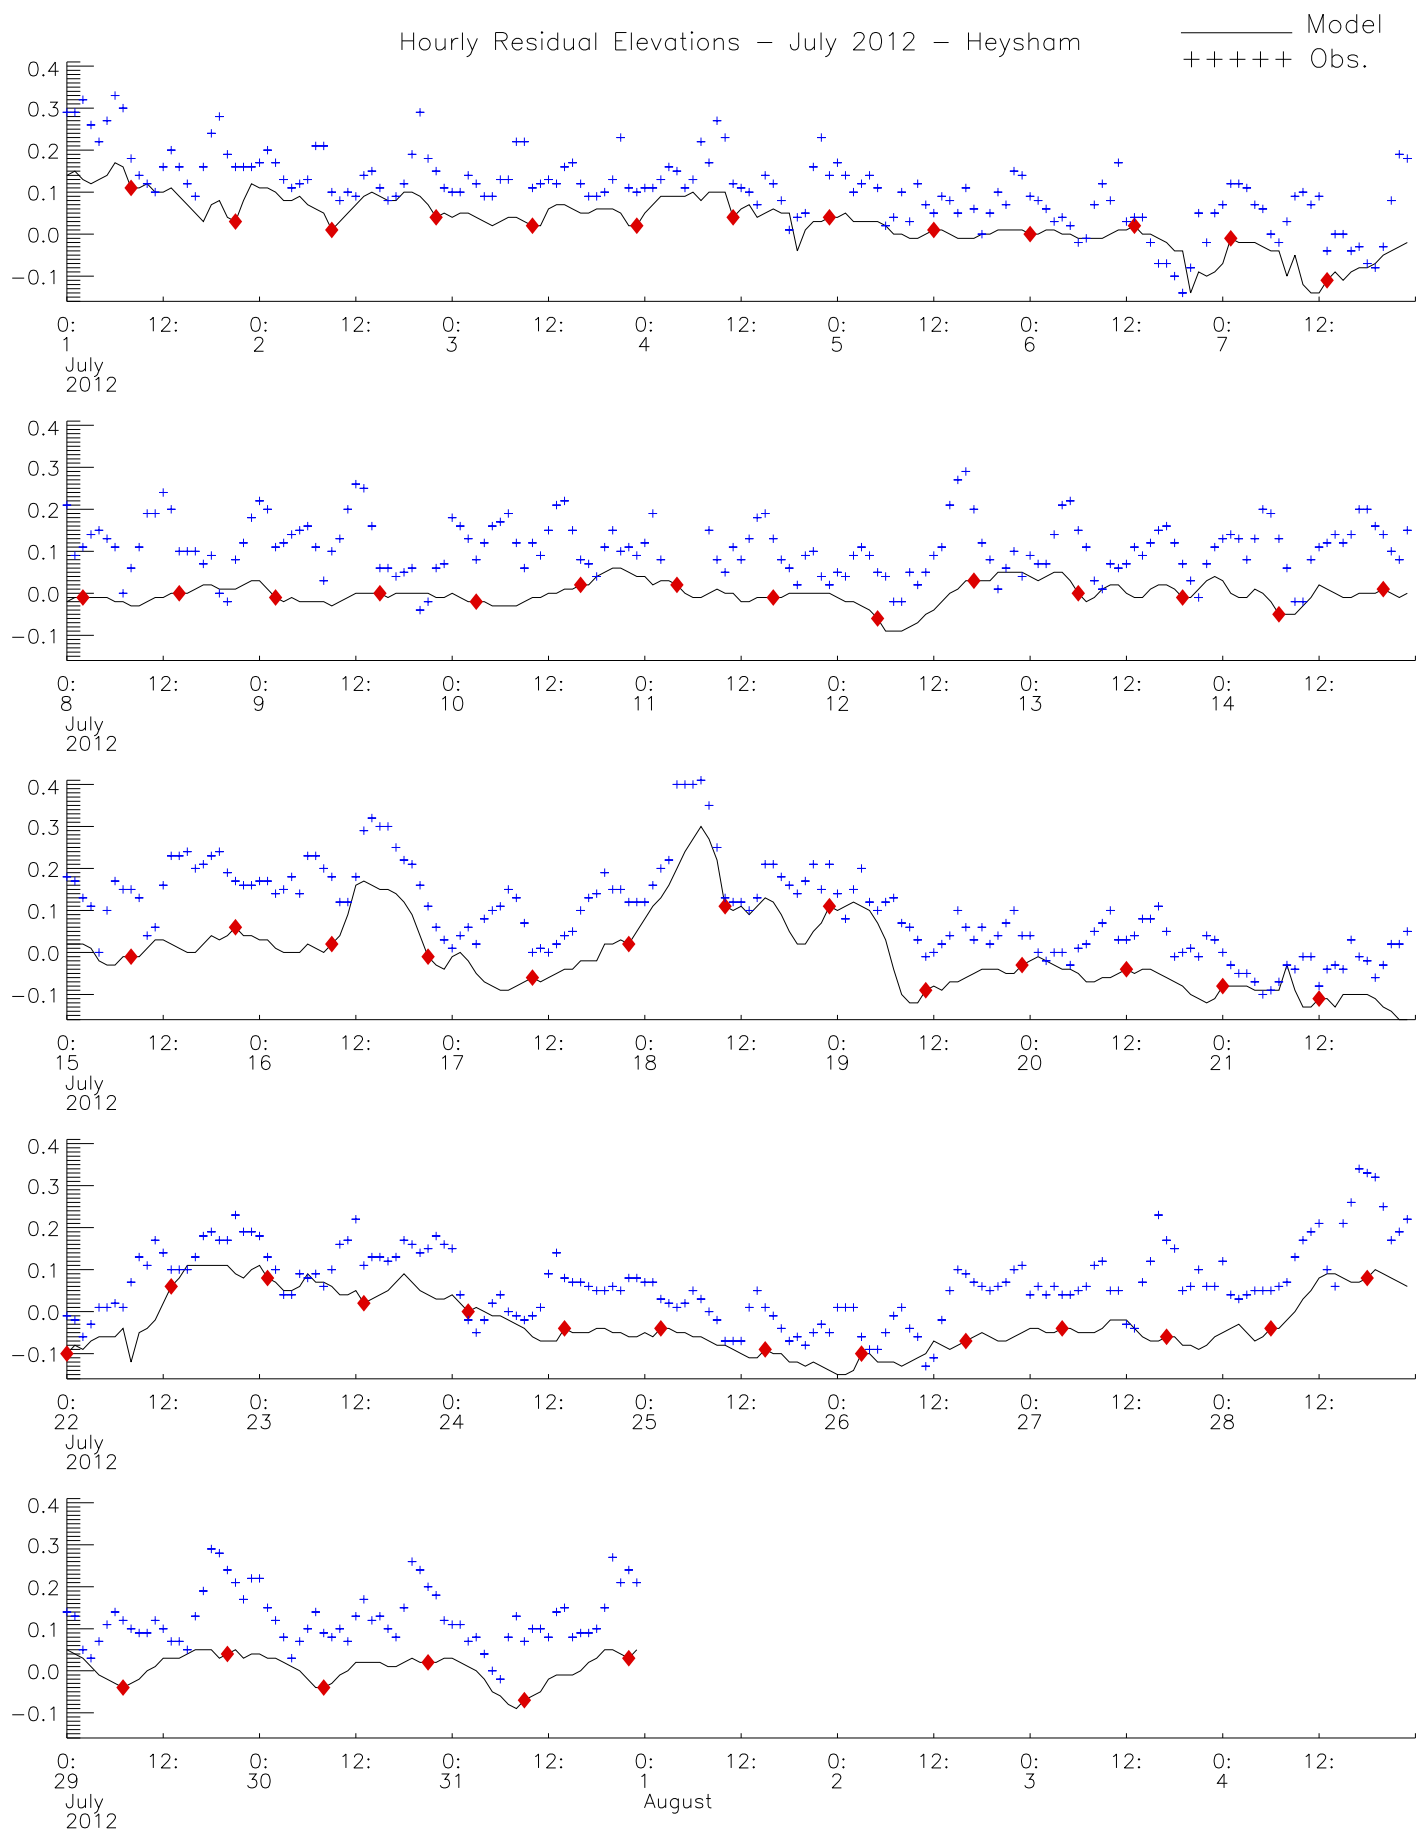 Hourly Residual Elevations – July 2012 – Heysham
Model
+++++ Obs.
0.4
0.3
0.2
0.1
0.0
−0.1
0: 12: 0: 12: 0: 12: 0: 12: 0: 12: 0: 12: 0: 12:
1 2 3 4 5 6 7
July
2012
0.4
0.3
0.2
0.1
0.0
−0.1
0: 12: 0: 12: 0: 12: 0: 12: 0: 12: 0: 12: 0: 12:
8 9 10 11 12 13 14
July
2012
0.4
0.3
0.2
0.1
0.0
−0.1
0: 12: 0: 12: 0: 12: 0: 12: 0: 12: 0: 12: 0: 12:
15 16 17 18 19 20 21
July
2012
0.4
0.3
0.2
0.1
0.0
−0.1
0: 12: 0: 12: 0: 12: 0: 12: 0: 12: 0: 12: 0: 12:
22 23 24 25 26 27 28
July
2012
0.4
0.3
0.2
0.1
0.0
−0.1
0: 12: 0: 12: 0: 12: 0: 12: 0: 12: 0: 12: 0: 12:
29 30 31 1 2 3 4
July August
2012